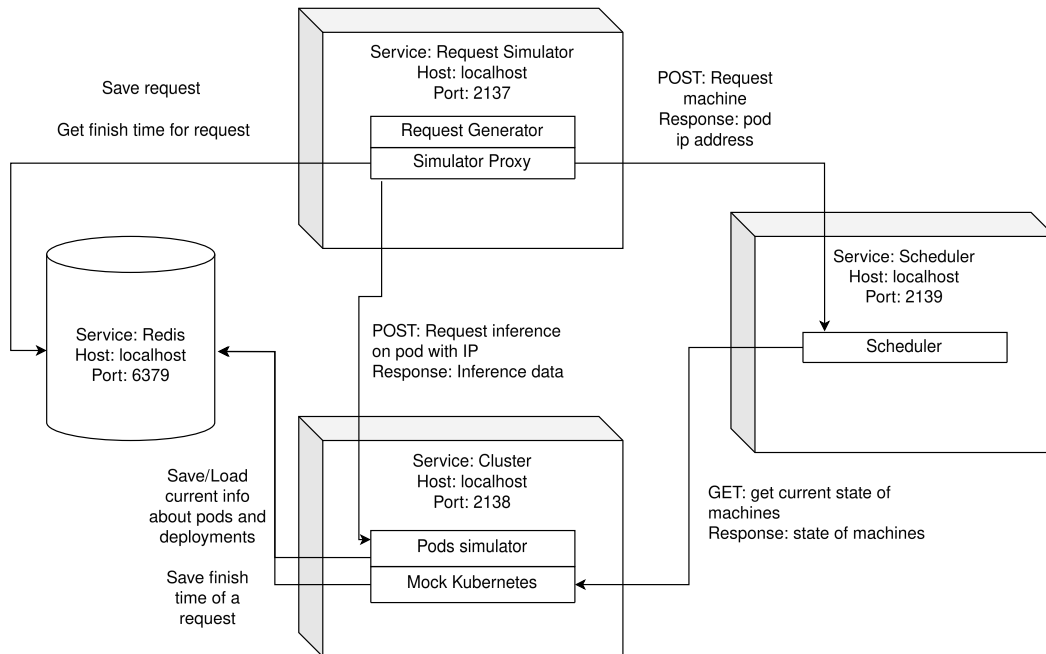 Service: Request Simulator
Host: localhost
Port: 2137
Request Generator
Simulator Proxy
Save request
Get finish time for request
POST: Request
machine
Response: pod
ip address
Service: Scheduler
Host: localhost
Port: 2139
Scheduler
Service: Redis
Host: localhost
Port: 6379
POST: Request inference
on pod with IP
Response: Inference data
Service: Cluster
Host: localhost
Port: 2138
Pods simulator
Mock Kubernetes
Save/Load
current info
about pods and
deployments
Save finish
time of a
request
GET: get current state of
machines
Response: state of machines